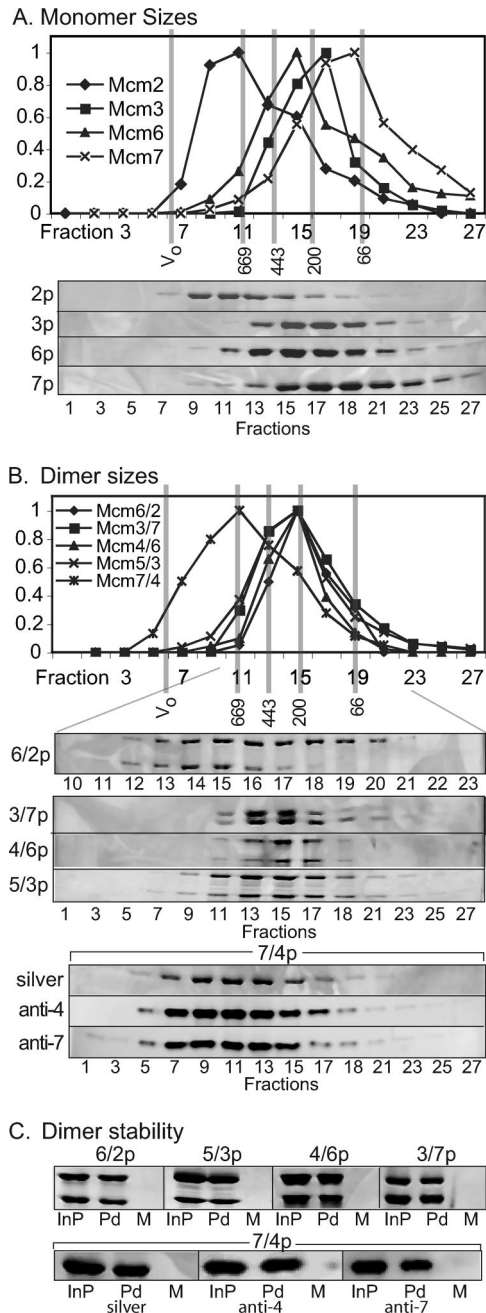 A. Monomer Sizes
1
0.8
0.6
0.4
0.2
0
Mcm2
Mcm3
Mcm6
Mcm7
Fraction 3 7 11 15 19 23 27
Vo 669 443 200 66
2p
3p
6p
7p
1 3 5 7 9 11 13 15 17 18 21 23 25 27
Fractions
B. Dimer sizes
1
0.8
0.6
0.4
0.2
0
Mcm6/2
Mcm3/7
Mcm4/6
Mcm5/3
Mcm7/4
Fraction 3 7 11 15 19 23 27
Vo 669 443 200 66
6/2p
10 11 12 13 14 15 16 17 18 19 20 21 22 23
3/7p
4/6p
5/3p
1 3 5 7 9 11 13 15 17 18 21 23 25 27
Fractions
7/4p
silver
anti-4
anti-7
1 3 5 7 9 11 13 15 17 18 21 23 25 27
Fractions
C. Dimer stability
6/2p 5/3p 4/6p 3/7p
InP Pd M InP Pd M InP Pd M InP Pd M
7/4p
InP Pd M InP Pd M InP Pd M
silver anti-4 anti-7